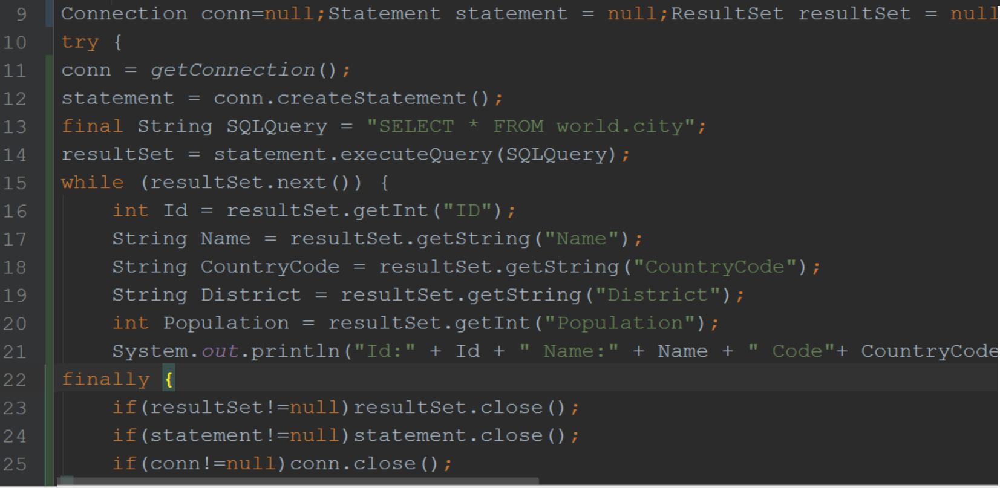 9 Connection conn=null;Statement statement = null;ResultSet resultSet = null
10 try {
11 conn = getConnection();
12 statement = conn.createStatement();
13 final String SQLQuery = "SELECT * FROM world.city";
14 resultSet = statement.executeQuery(SQLQuery);
15 while (resultSet.next()) {
16 int Id = resultSet.getInt("ID");
17 String Name = resultSet.getString("Name");
18 String CountryCode = resultSet.getString("CountryCode");
19 String District = resultSet.getString("District");
20 int Population = resultSet.getInt("Population");
21 System.out.println("Id:" + Id + " Name:" + Name + " Code"+ CountryCode
22 finally {
23 if(resultSet!=null)resultSet.close();
24 if(statement!=null)statement.close();
25 if(conn!=null)conn.close();